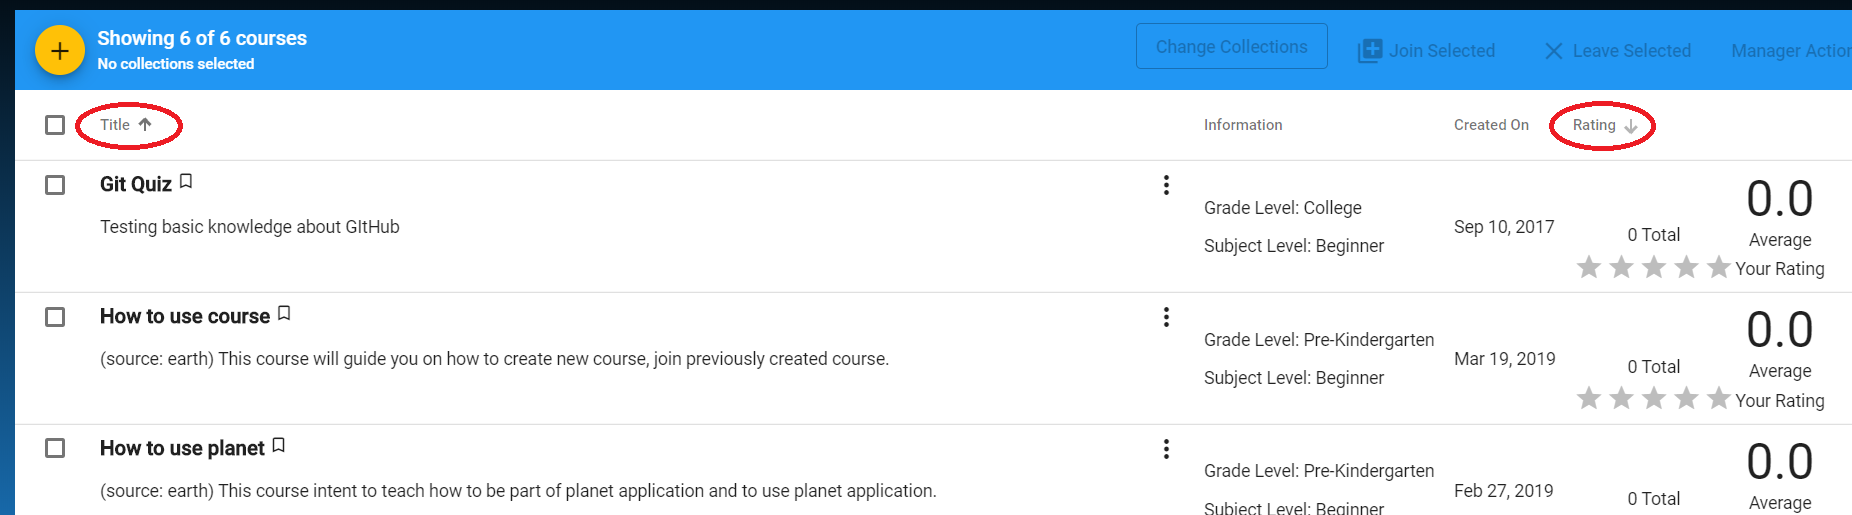 Showing 6 of 6 courses
No collections selected
Change Collections
Join Selected
Leave Selected
Manager Action
Title
Information
Created On
Rating
Git Quiz
Testing basic knowledge about GItHub
Grade Level: College
Subject Level: Beginner
Sep 10, 2017
0 Total
0.0
Average
Your Rating
How to use course
(source: earth) This course will guide you on how to create new course, join previously created course.
Grade Level: Pre-Kindergarten
Subject Level: Beginner
Mar 19, 2019
0 Total
0.0
Average
Your Rating
How to use planet
(source: earth) This course intent to teach how to be part of planet application and to use planet application.
Grade Level: Pre-Kindergarten
Subject Level: Beginner
Feb 27, 2019
0 Total
0.0
Average